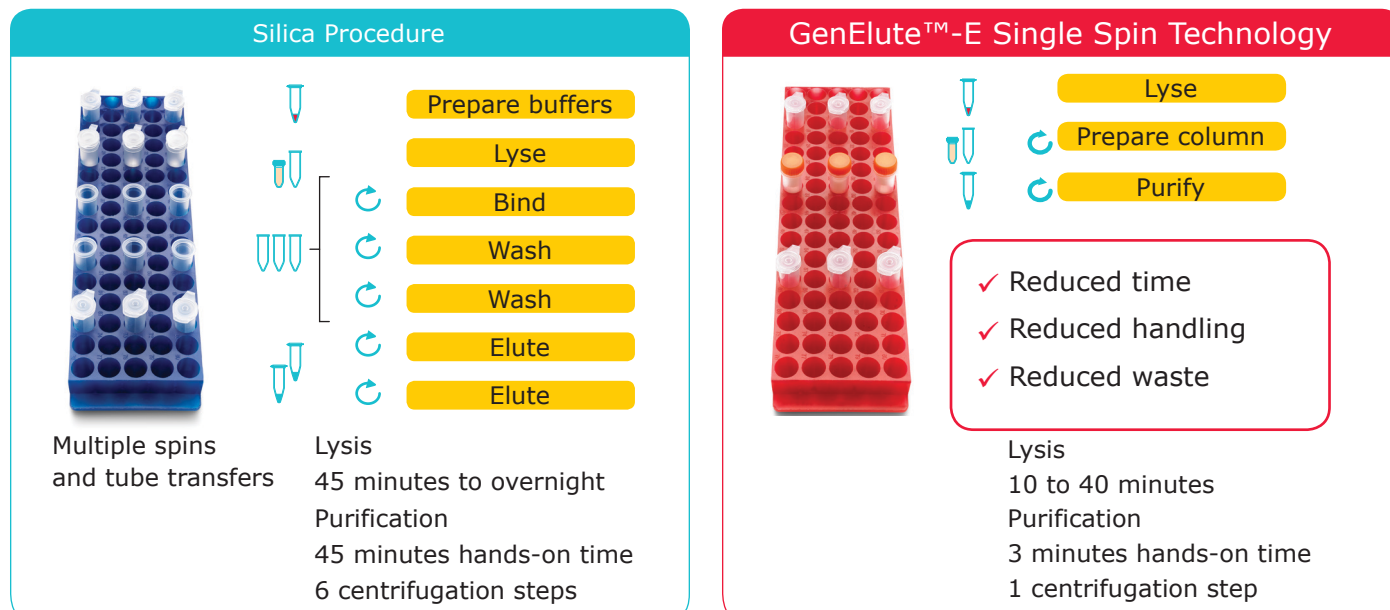 Silica Procedure
Prepare buffers
Lyse
Bind
Wash
Wash
Elute
Elute
Multiple spins
and tube transfers
Lysis
45 minutes to overnight
Purification
45 minutes hands-on time
6 centrifugation steps
GenElute™-E Single Spin Technology
Lyse
Prepare column
Purify
✓ Reduced time
✓ Reduced handling
✓ Reduced waste
Lysis
10 to 40 minutes
Purification
3 minutes hands-on time
1 centrifugation step